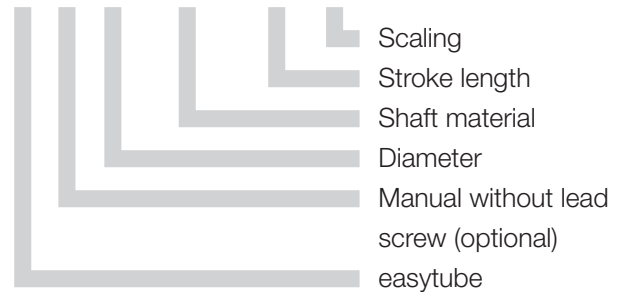 Scaling
Stroke length
Shaft material
Diameter
Manual without lead
screw (optional)
easytube